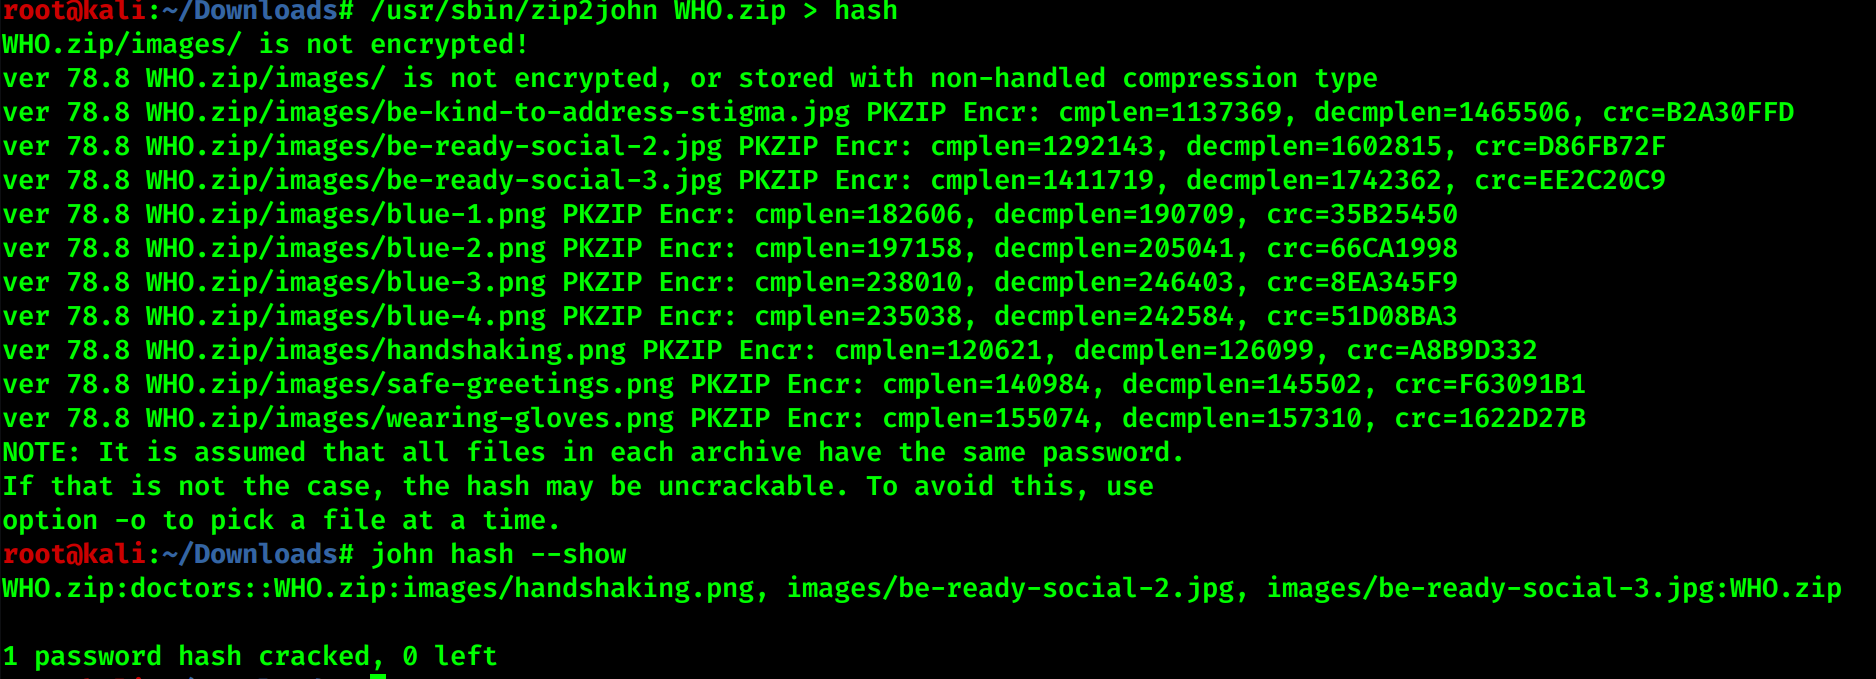 root@kali:~/Downloads# /usr/sbin/zip2john WHO.zip > hash
WHO.zip/images/ is not encrypted!
ver 78.8 WHO.zip/images/ is not encrypted, or stored with non-handled compression type
ver 78.8 WHO.zip/images/be-kind-to-address-stigma.jpg PKZIP Encr: cmplen=1137369, decmplen=1465506, crc=B2A30FFD
ver 78.8 WHO.zip/images/be-ready-social-2.jpg PKZIP Encr: cmplen=1292143, decmplen=1602815, crc=D86FB72F
ver 78.8 WHO.zip/images/be-ready-social-3.jpg PKZIP Encr: cmplen=1411719, decmplen=1742362, crc=EE2C20C9
ver 78.8 WHO.zip/images/blue-1.png PKZIP Encr: cmplen=182606, decmplen=190709, crc=35B25450
ver 78.8 WHO.zip/images/blue-2.png PKZIP Encr: cmplen=197158, decmplen=205041, crc=66CA1998
ver 78.8 WHO.zip/images/blue-3.png PKZIP Encr: cmplen=238010, decmplen=246403, crc=8EA345F9
ver 78.8 WHO.zip/images/blue-4.png PKZIP Encr: cmplen=235038, decmplen=242584, crc=51D08BA3
ver 78.8 WHO.zip/images/handshaking.png PKZIP Encr: cmplen=120621, decmplen=126099, crc=A8B9D332
ver 78.8 WHO.zip/images/safe-greetings.png PKZIP Encr: cmplen=140984, decmplen=145502, crc=F63091B1
ver 78.8 WHO.zip/images/wearing-gloves.png PKZIP Encr: cmplen=155074, decmplen=157310, crc=1622D27B
NOTE: It is assumed that all files in each archive have the same password.
If that is not the case, the hash may be uncrackable. To avoid this, use
option -o to pick a file at a time.
root@kali:~/Downloads# john hash --show
WHO.zip:doctors::WHO.zip:images/handshaking.png, images/be-ready-social-2.jpg, images/be-ready-social-3.jpg:WHO.zip
1 password hash cracked, 0 left